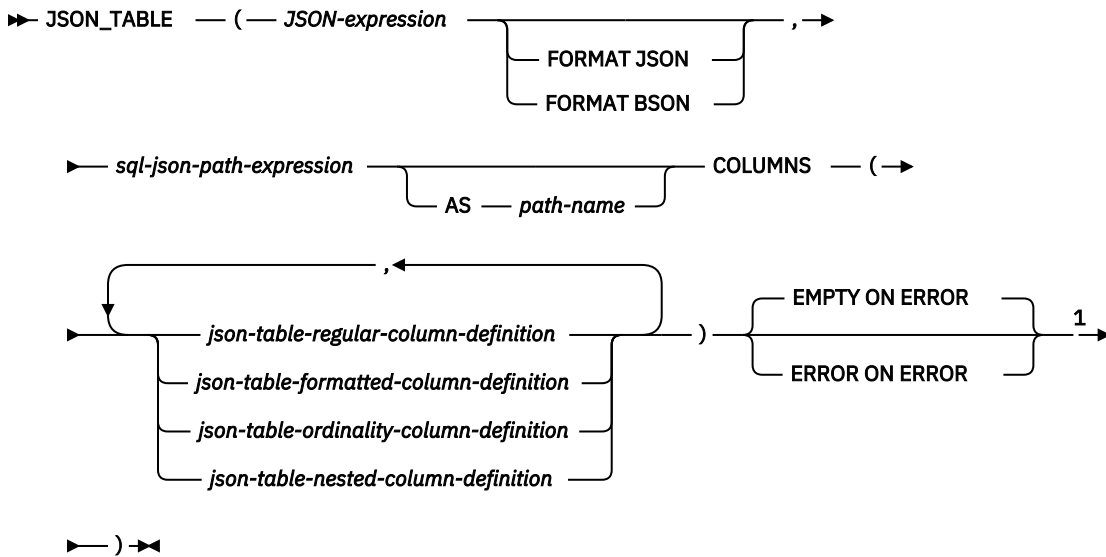 JSON_TABLE ( JSON-expression ,
FORMAT JSON
FORMAT BSON
sql-json-path-expression COLUMNS (
AS path-name
,
EMPTY ON ERROR
json-table-regular-column-definition ) 1
json-table-formatted-column-definition ERROR ON ERROR
json-table-ordinality-column-definition
json-table-nested-column-definition
)